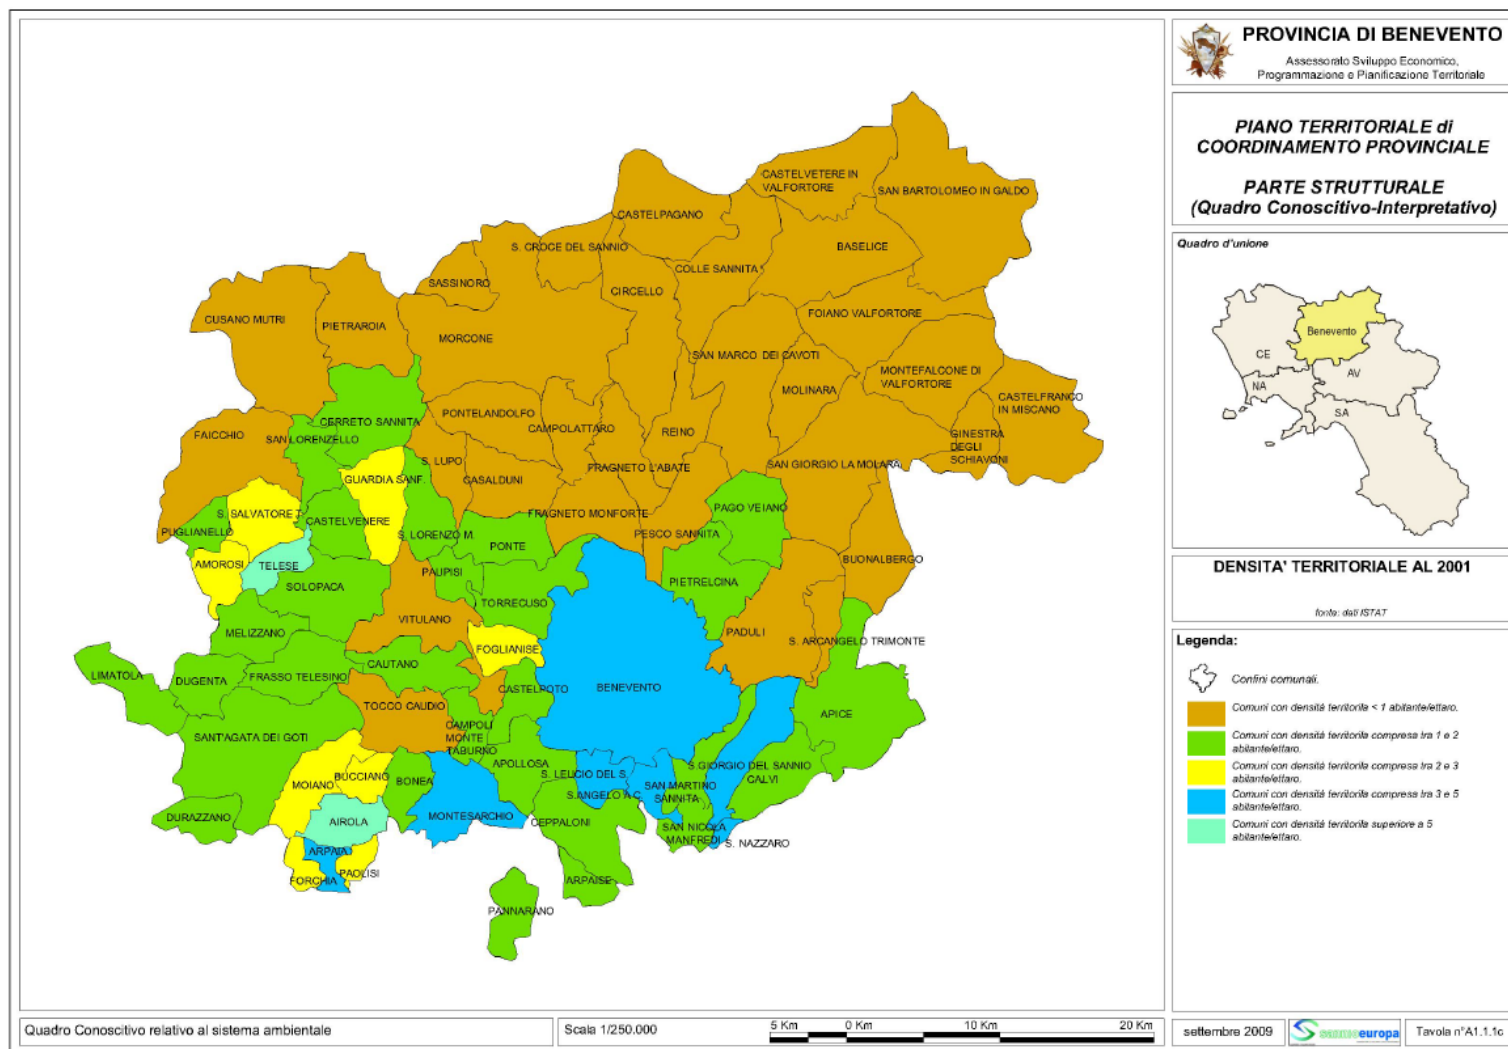 PROVINCIA DI BENEVENTO
Assessorato Sviluppo Economico,
Programmazione e Pianificazione Territoriale
PIANO TERRITORIALE di
COORDINAMENTO PROVINCIALE
PARTE STRUTTURALE
(Quadro Conoscitivo-Interpretativo)
Quadro d'unione
Benevento
CE
AV
NA
SA
DENSITA' TERRITORIALE AL 2001
fonte: dati ISTAT
Legenda:
Confini comunali.
Comuni con densità territorila < 1 abitante/ettaro.
Comuni con densità territorila compresa tra 1 e 2
abitante/ettaro.
Comuni con densità territorila compresa tra 2 e 3
abitante/ettaro.
Comuni con densità territorila compresa tra 3 e 5
abitante/ettaro.
Comuni con densità territorila superiore a 5
abitante/ettaro.
CASTELVETERE IN
VALFORTORE
SAN BARTOLOMEO IN GALDO
CASTELPAGANO
S. CROCE DEL SANNIO
BASELICE
COLLE SANNITA
SASSINORO
CIRCELLO
CUSANO MUTRI
PIETRAROIA
FOIANO VALFORTORE
MORCONE
SAN MARCO DEI CAVOTI
MONTEFALCONE DI
VALFORTORE
MOLINARA
CASTELFRANCO
IN MISCANO
PONTELANDOLFO
CERRETO SANNITA
CAMPOLATTARO
REINO
FAICCHIO
SAN LORENZELLO
GINESTRA
DEGLI
SCHIAVONI
S. LUPO
SAN GIORGIO LA MOLARA
FRAGNETO L'ABATE
GUARDIA SANF.
CASALDUNI
PAGO VEIANO
S. SALVATORE T.
FRAGNETO MONFORTE
CASTELVENERE
PUGLIANELLO
S. LORENZO M.
PESCO SANNITA
PONTE
BUONALBERGO
AMOROSI
TELESE
PAUPISI
PIETRELCINA
SOLOPACA
TORRECUSO
VITULANO
MELIZZANO
PADULI
S. ARCANGELO TRIMONTE
FOGLIANISE
CAUTANO
LIMATOLA
DUGENTA
FRASSO TELESINO
CASTELPOTO
BENEVENTO
TOCCO CAUDIO
APICE
CAMPOLI
MONTE
TABURNO
SANT'AGATA DEI GOTI
APOLLOSA
S. GIORGIO DEL SANNIO
BUCCIANO
S. LEUCIO DEL S.
CALVI
MOIANO
BONEA
SAN MARTINO
SANNITA
S.ANGELO A C.
DURAZZANO
AIROLA
MONTESARCHIO
CEPPALONI
SAN NICOLA
MANFREDI
S. NAZZARO
ARPAIA
PAOLISI
FORCHIA
ARPAISE
PANNARANO
Quadro Conoscitivo relativo al sistema ambientale
Scala 1/250.000
5 Km
0 Km
10 Km
20 Km
settembre 2009
sannioeuropa
Tavola n°A1.1.1c